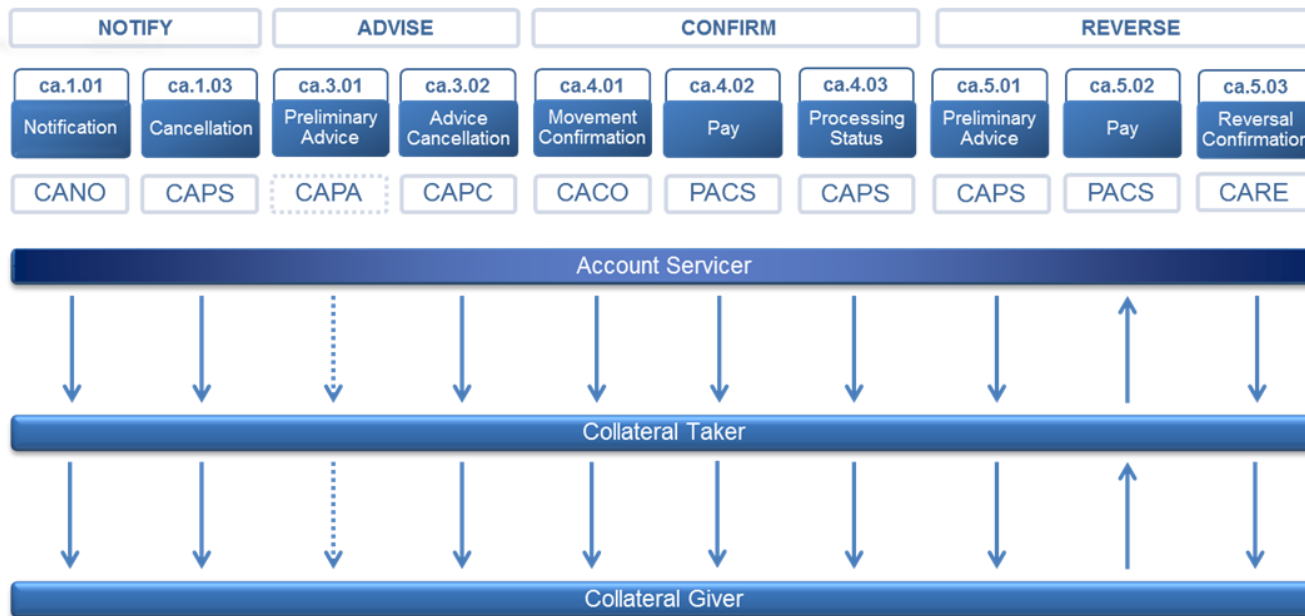 NOTIFY ADVISE CONFIRM REVERSE
ca.1.01 ca.1.03 ca.3.01 ca.3.02 ca.4.01 ca.4.02 ca.4.03 ca.5.01 ca.5.02 ca.5.03
Notification
Cancellation
Preliminary
Advice
Advice
Cancellation
Movement
Confirmation
Pay
Processing
Status
Preliminary
Advice
Pay
Reversal
Confirmation
CANO CAPS CAPA CAPC CACO PACS CAPS CAPS PACS CARE
Account Servicer
Collateral Taker
Collateral Giver